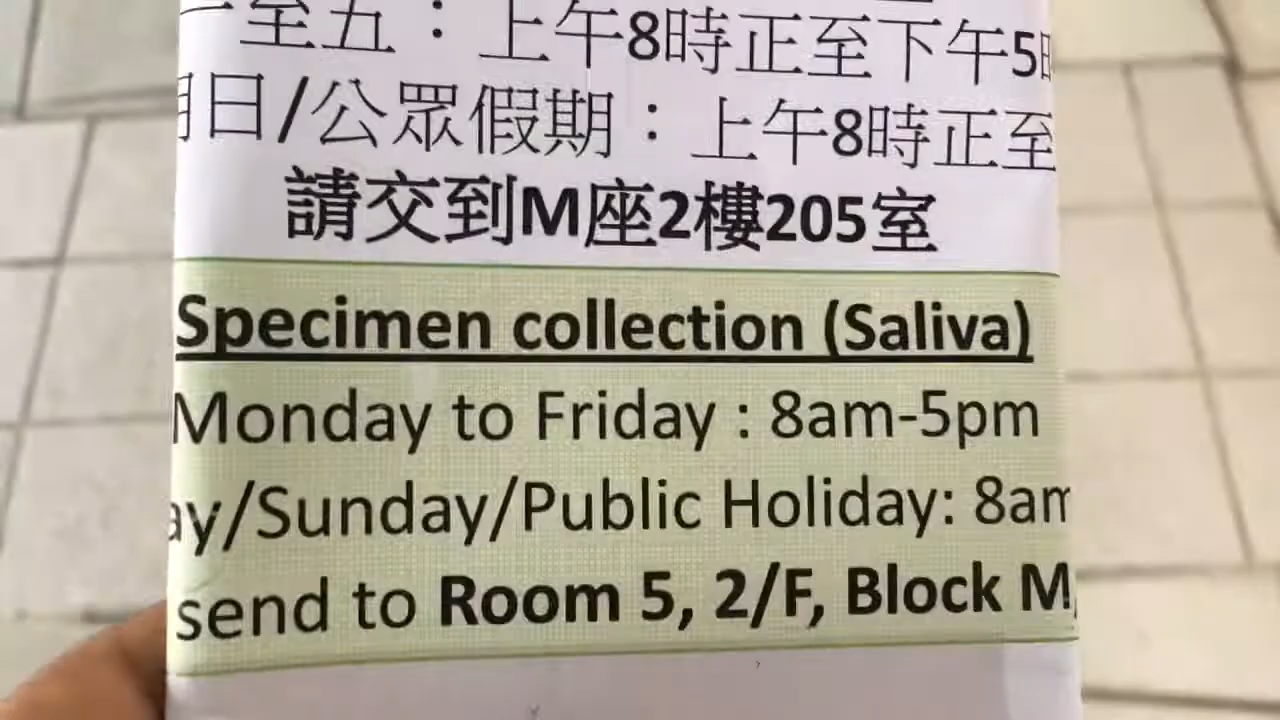 至五：上午8時正至下午5
日/公眾假期：上午8時正至
請交到M座2樓205室
Specimen collection (Saliva)
Monday to Friday : 8am-5pm
ay/Sunday/Public Holiday: 8am
send to Room 5, 2/F, Block M,